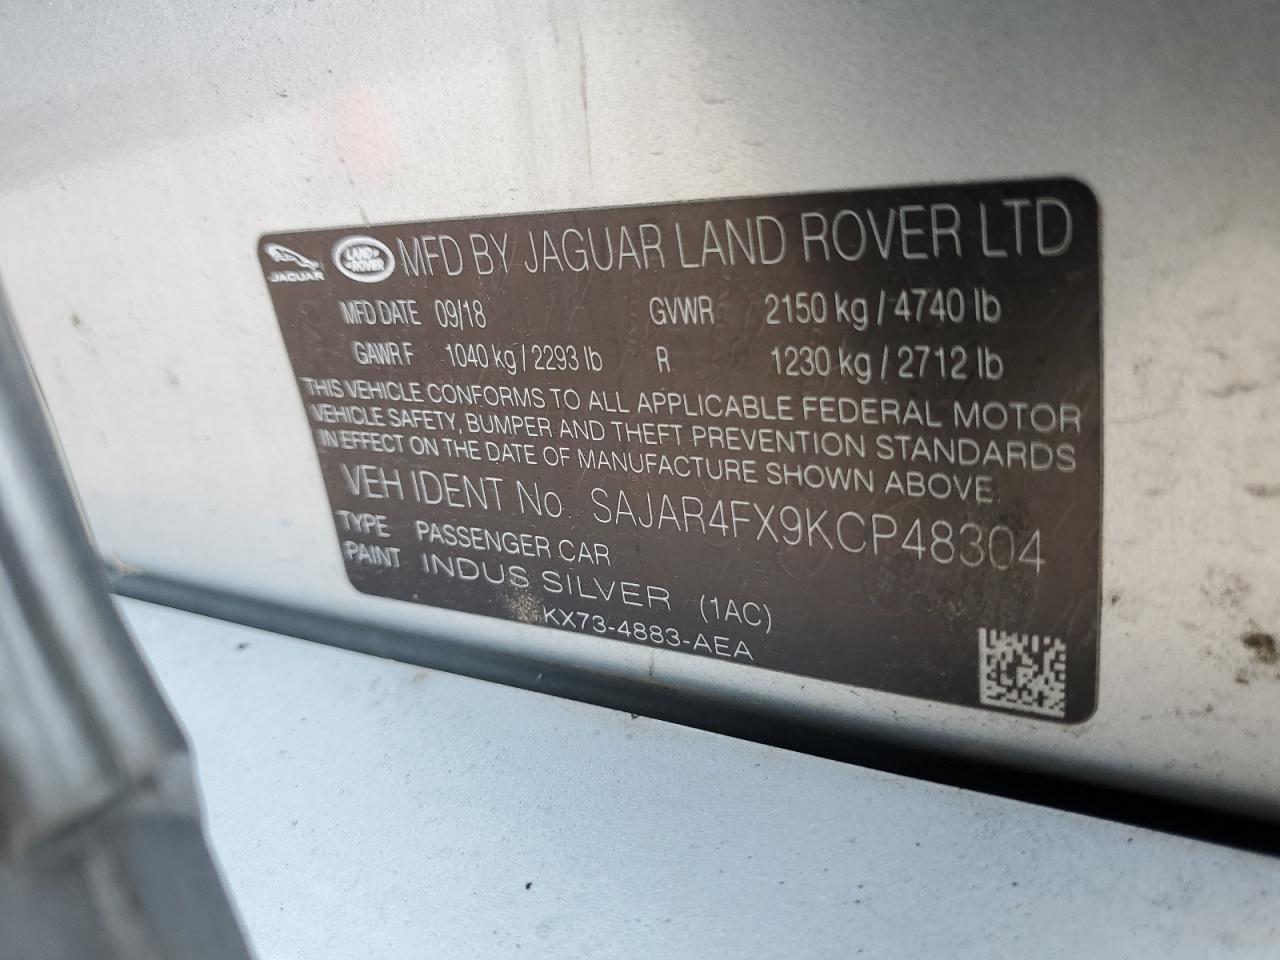 JAGUAR LAND ROVER MFD BY JAGUAR LAND ROVER LTD
MFD DATE 09/18 GVWR 2150 kg / 4740 lb
GAWR F 1040 kg / 2293 lb R 1230 kg / 2712 lb
THIS VEHICLE CONFORMS TO ALL APPLICABLE FEDERAL MOTOR
VEHICLE SAFETY, BUMPER AND THEFT PREVENTION STANDARDS
IN EFFECT ON THE DATE OF MANUFACTURE SHOWN ABOVE
VEH IDENT No SAJAR4FX9KCP48304
TYPE PASSENGER CAR
PAINT INDUS SILVER (1AC)
KX73-4883-AEA